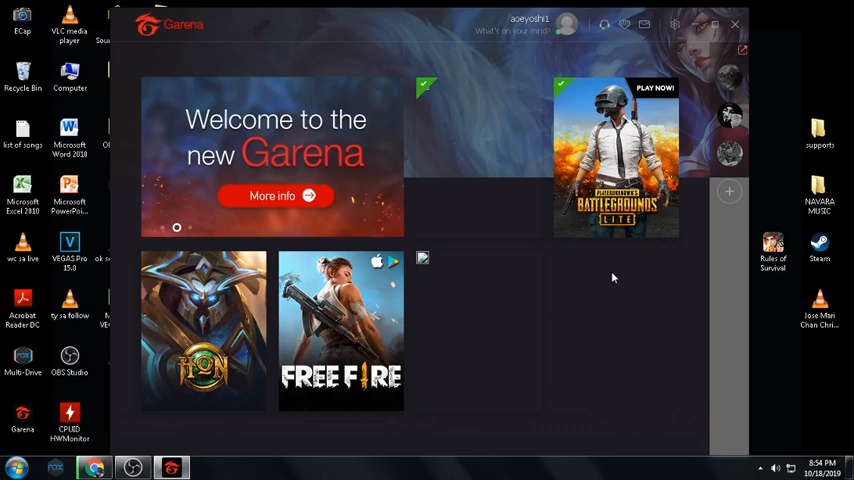 ECap
VLC media
player
Sour
Recycle Bin
Computer
list of songs
Microsoft
Word 2010
Microsoft
Excel 2010
Microsoft
PowerPoi...
wc sa live
VEGAS Pro
15.0
Acrobat
Reader DC
ty sa follow
Multi-Drive
OBS Studio
Garena
CPUID
HWMonitor
Garena
aoeyoshi1
What's on your mind?
Welcome to the
new Garena
More info
PLAY NOW!
PLAYERUNKNOWN'S
BATTLEGROUNDS
LITE
HON
FREE FIRE
supports
NAVARA
MUSIC
Rules of
Survival
Steam
Jose Mari
Chan Chri...
nox
8:54 PM
10/18/2019